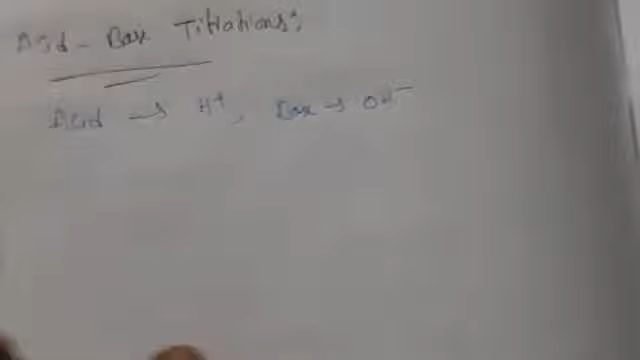 Acid - Base Titrations:
Acid → H⁺, Base → OH⁻